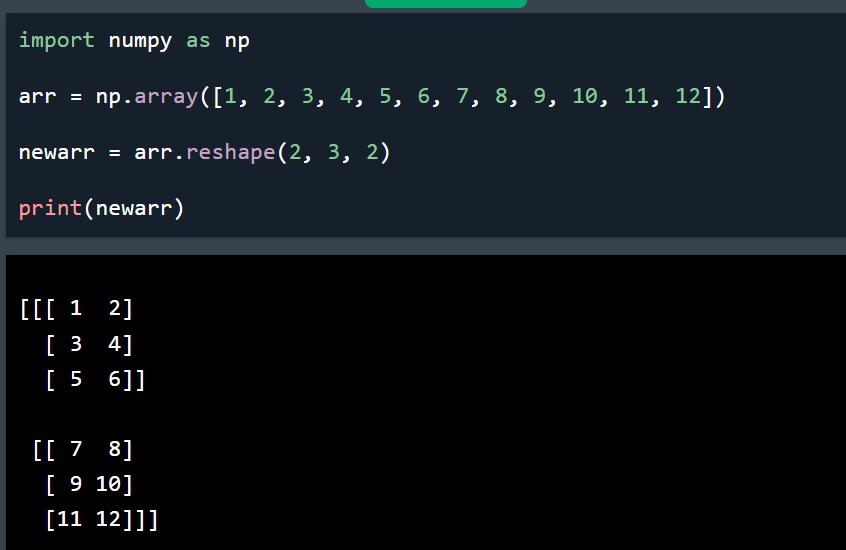 import numpy as np
arr = np.array([1, 2, 3, 4, 5, 6, 7, 8, 9, 10, 11, 12])
newarr = arr.reshape(2, 3, 2)
print(newarr)
[[[ 1  2]
  [ 3  4]
  [ 5  6]]
 [[ 7  8]
  [ 9 10]
  [11 12]]]